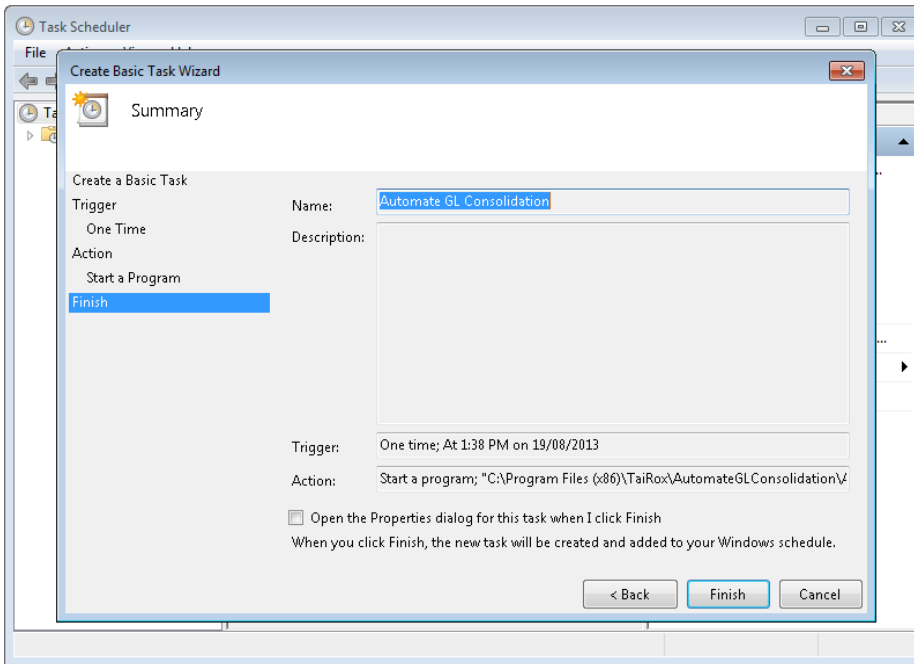 Task Scheduler
File
Create Basic Task Wizard
Summary
Create a Basic Task
Trigger
One Time
Action
Start a Program
Finish
Name: Automate GL Consolidation
Description:
Trigger: One time; At 1:38 PM on 19/08/2013
Action: Start a program; "C:\Program Files (x86)\TaiRox\AutomateGLConsolidation\A
Open the Properties dialog for this task when I click Finish
When you click Finish, the new task will be created and added to your Windows schedule.
< Back Finish Cancel